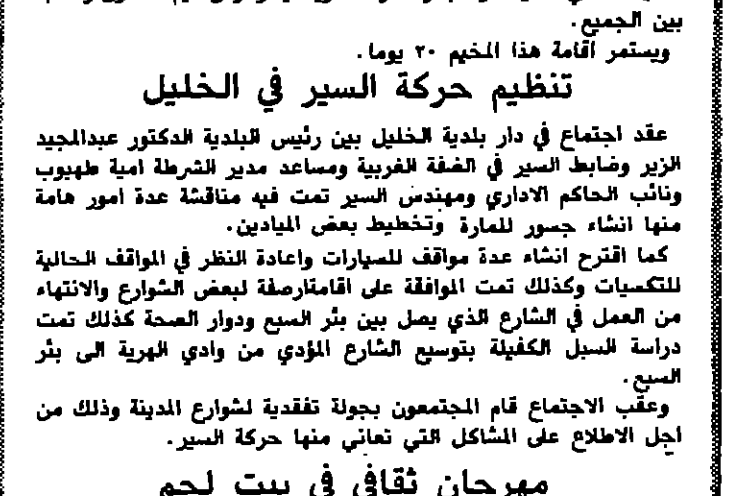 بين الجميع.
ويستمر اقامة هذا المخيم ٢٠ يوما.
تنظيم حركة السير في الخليل
عقد اجتماع في دار بلدية الخليل بين رئيس البلدية الدكتور عبدالمجيد
الزير وضابط السير في الضفة الغربية ومساعد مدير الشرطة امية طهبوب
ونائب الحاكم الاداري ومهندس السير تمت فيه مناقشة عدة امور هامة
منها انشاء جسور للمارة وتخطيط بعض الميادين.
كما اقترح انشاء عدة مواقف للسيارات واعادة النظر في المواقف الحالية
للتكسيات وكذلك تمت الموافقة على اقامةارصفة لبعض الشوارع والانتهاء
من العمل في الشارع الذي يصل بين بئر السبع ودوار الصحة كذلك تمت
دراسة السبل الكفيلة بتوسيع الشارع المؤدي من وادي الهرية الى بئر
السبع.
وعقب الاجتماع قام المجتمعون بجولة تفقدية لشوارع المدينة وذلك من
اجل الاطلاع على المشاكل التي تعاني منها حركة السير.
مهرجان ثقافي في بيت لحم